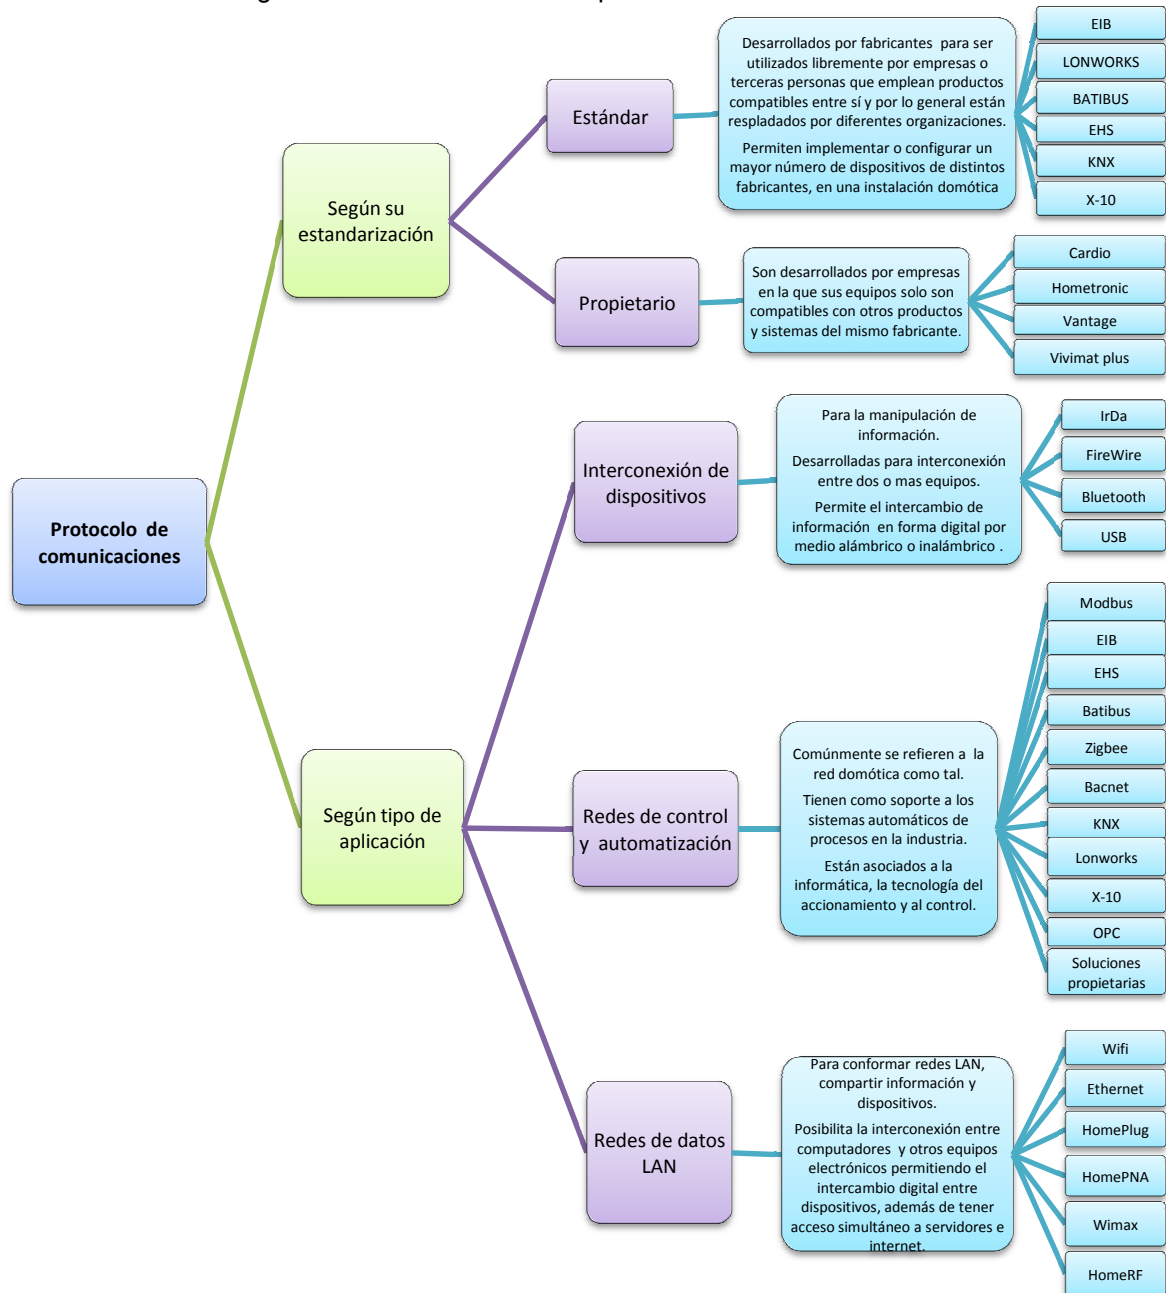 EIB
LONWORKS
BATIBUS
EHS
KNX
X-10
Desarrollados por fabricantes para ser
utilizados libremente por empresas o
terceras personas que emplean productos
compatibles entre sí y por lo general están
respladados por diferentes organizaciones.
Permiten implementar o configurar un
mayor número de dispositivos de distintos
fabricantes, en una instalación domótica
Estándar
Según su
estandarización
Propietario
Son desarrollados por empresas
en la que sus equipos solo son
compatibles con otros productos
y sistemas del mismo fabricante.
Cardio
Hometronic
Vantage
Vivimat plus
Protocolo de
comunicaciones
Interconexión de
dispositivos
Para la manipulación de
información.
Desarrolladas para interconexión
entre dos o mas equipos.
Permite el intercambio de
información en forma digital por
medio alámbrico o inalámbrico .
IrDa
FireWire
Bluetooth
USB
Según tipo de
aplicación
Redes de control
y automatización
Comúnmente se refieren a la
red domótica como tal.
Tienen como soporte a los
sistemas automáticos de
procesos en la industria.
Están asociados a la
informática, la tecnología del
accionamiento y al control.
Modbus
EIB
EHS
Batibus
Zigbee
Bacnet
KNX
Lonworks
X-10
OPC
Soluciones
propietarias
Redes de datos
LAN
Para conformar redes LAN,
compartir información y
dispositivos.
Posibilita la interconexión entre
computadores y otros equipos
electrónicos permitiendo el
intercambio digital entre
dispositivos, además de tener
acceso simultáneo a servidores e
internet.
Wifi
Ethernet
HomePlug
HomePNA
Wimax
HomeRF